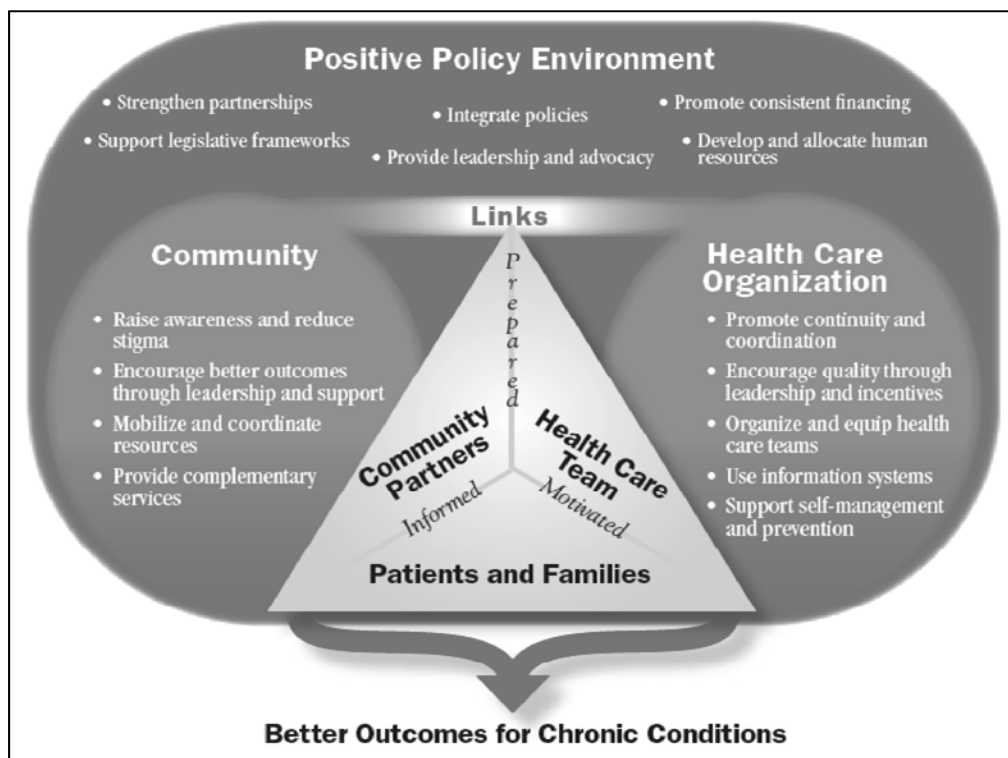 Positive Policy Environment
• Strengthen partnerships
• Support legislative frameworks
• Integrate policies
• Provide leadership and advocacy
• Promote consistent financing
• Develop and allocate human
resources
Links
Community
• Raise awareness and reduce
stigma
• Encourage better outcomes
through leadership and support
• Mobilize and coordinate
resources
• Provide complementary
services
Prepared
Community
Partners
Informed
Health Care
Team
Motivated
Patients and Families
Health Care
Organization
• Promote continuity and
coordination
• Encourage quality through
leadership and incentives
• Organize and equip health
care teams
• Use information systems
• Support self-management
and prevention
Better Outcomes for Chronic Conditions